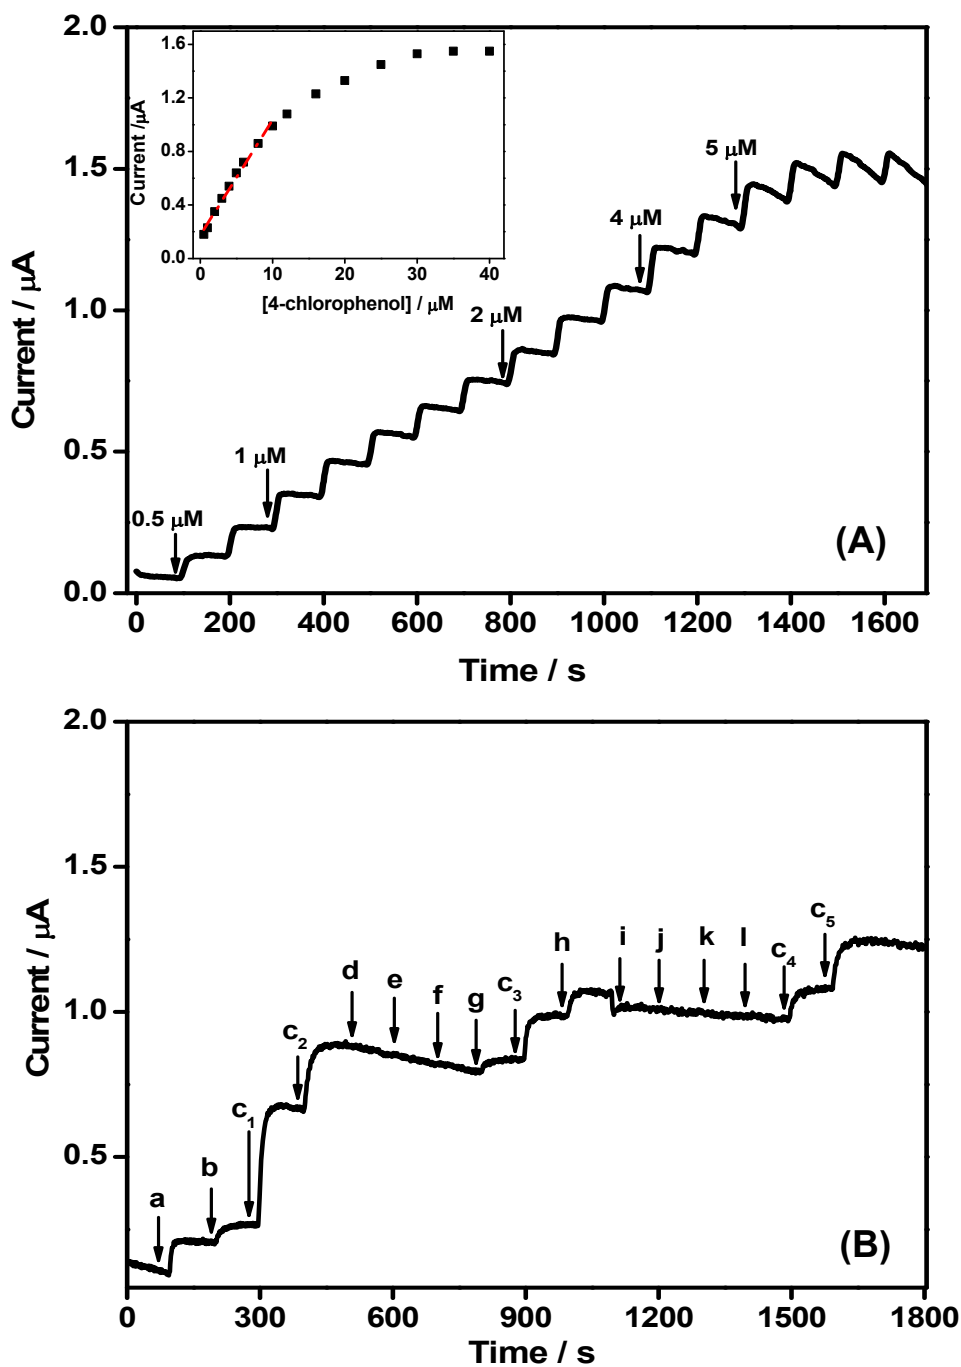 2.0
1.5
1.0
0.5
0.0
Current / µA
1.6
1.2
0.8
0.4
0.0
Current /µA
0 10 20 30 40
[4-chlorophenol] / µM
0.5 µM
1 µM
2 µM
4 µM
5 µM
(A)
0 200 400 600 800 1000 1200 1400 1600
Time / s
2.0
1.5
1.0
0.5
Current / µA
a
b
c₁
c₂
d
e
f
g
c₃
h
i
j
k
l
c₄
c₅
(B)
0 300 600 900 1200 1500 1800
Time / s